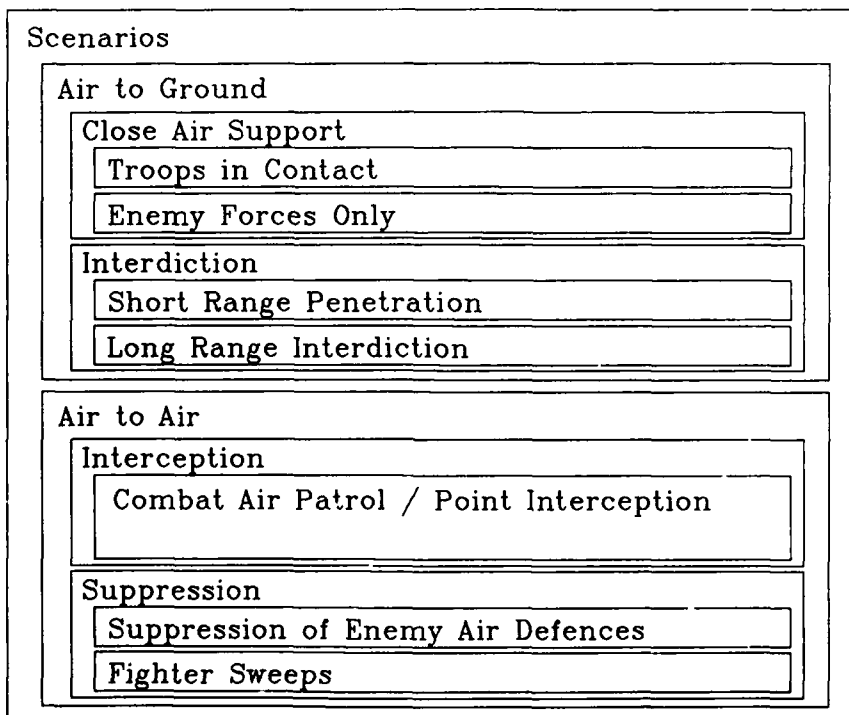 Scenarios
Air to Ground
Close Air Support
Troops in Contact
Enemy Forces Only
Interdiction
Short Range Penetration
Long Range Interdiction
Air to Air
Interception
Combat Air Patrol / Point Interception
Suppression
Suppression of Enemy Air Defences
Fighter Sweeps